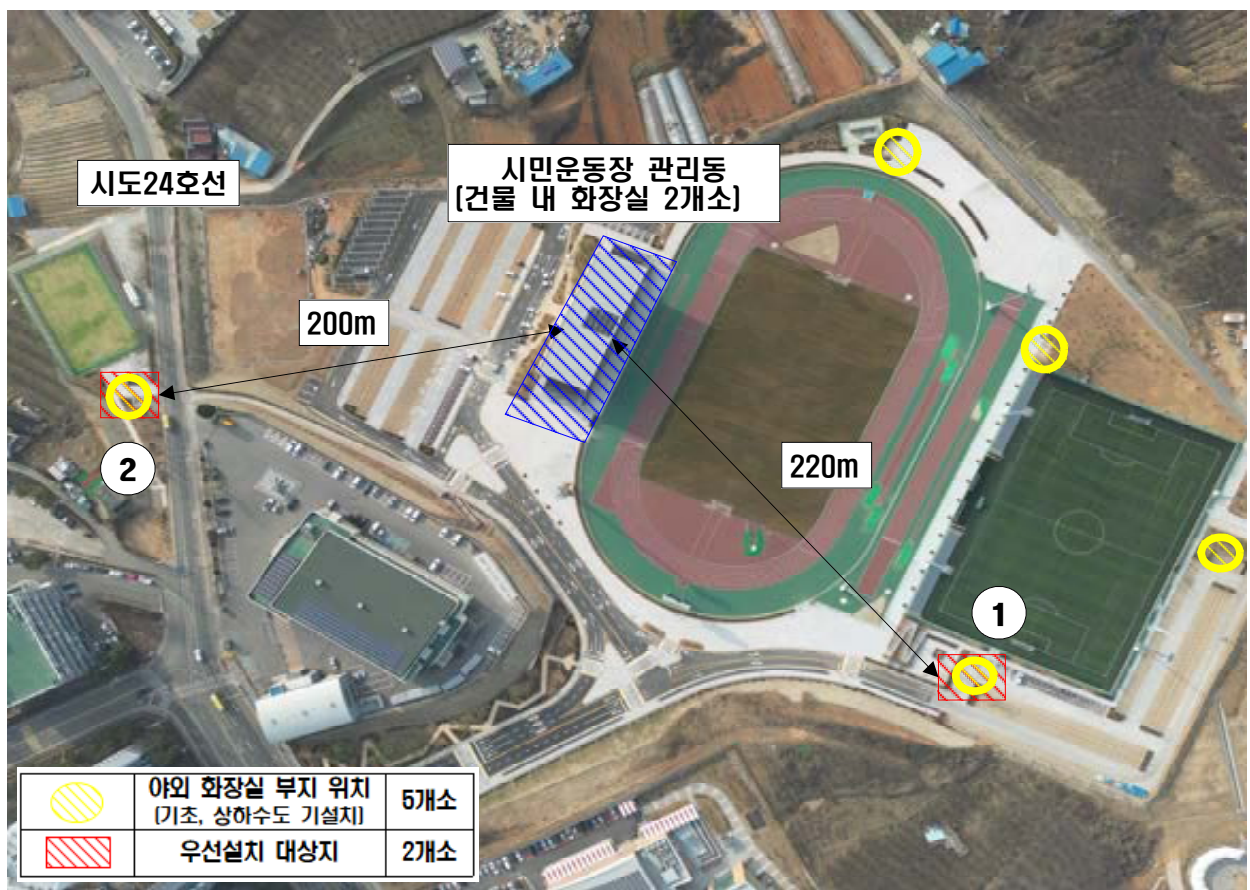 시도24호선
시민운동장 관리동
(건물 내 화장실 2개소)
200m
220m
2
1
야외 화장실 부지 위치
(기초, 상하수도 기설치)
5개소
우선설치 대상지
2개소